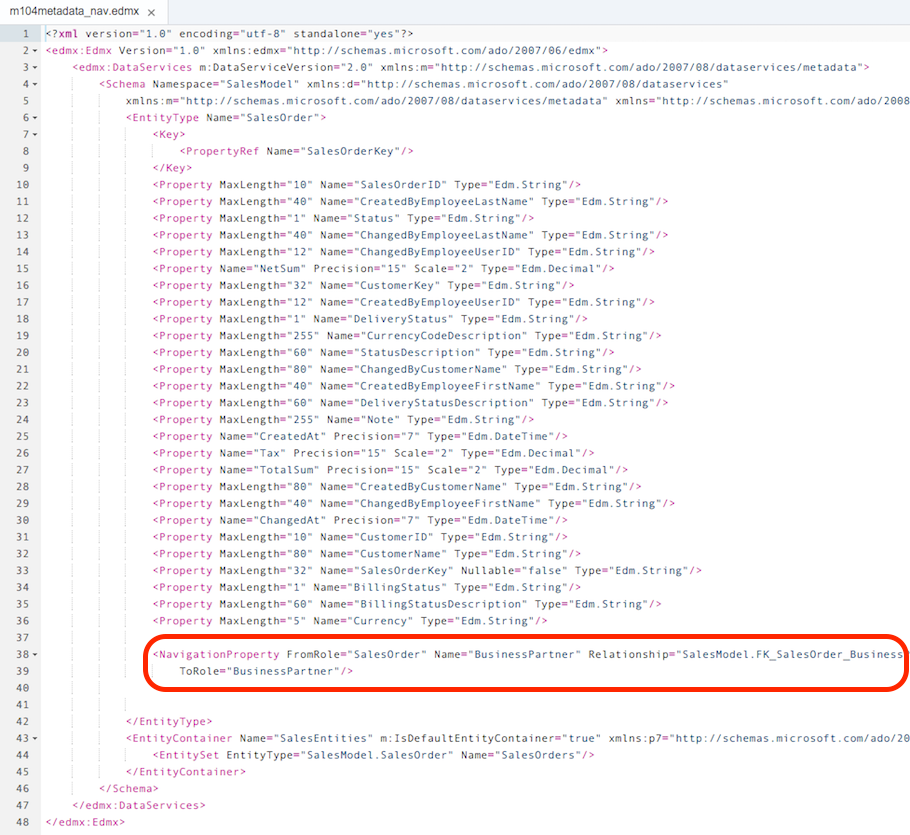 m104metadata_nav.edmx ×
1 <?xml version="1.0" encoding="utf-8" standalone="yes"?>
2 <edmx:Edmx Version="1.0" xmlns:edmx="http://schemas.microsoft.com/ado/2007/06/edmx">
3 <edmx:DataServices m:DataServiceVersion="2.0" xmlns:m="http://schemas.microsoft.com/ado/2007/08/dataservices/metadata">
4 <Schema Namespace="SalesModel" xmlns:d="http://schemas.microsoft.com/ado/2007/08/dataservices"
5 xmlns:m="http://schemas.microsoft.com/ado/2007/08/dataservices/metadata" xmlns="http://schemas.microsoft.com/ado/2008
6 <EntityType Name="SalesOrder">
7 <Key>
8 <PropertyRef Name="SalesOrderKey"/>
9 </Key>
10 <Property MaxLength="10" Name="SalesOrderID" Type="Edm.String"/>
11 <Property MaxLength="40" Name="CreatedByEmployeeLastName" Type="Edm.String"/>
12 <Property MaxLength="1" Name="Status" Type="Edm.String"/>
13 <Property MaxLength="40" Name="ChangedByEmployeeLastName" Type="Edm.String"/>
14 <Property MaxLength="12" Name="ChangedByEmployeeUserID" Type="Edm.String"/>
15 <Property Name="NetSum" Precision="15" Scale="2" Type="Edm.Decimal"/>
16 <Property MaxLength="32" Name="CustomerKey" Type="Edm.String"/>
17 <Property MaxLength="12" Name="CreatedByEmployeeUserID" Type="Edm.String"/>
18 <Property MaxLength="1" Name="DeliveryStatus" Type="Edm.String"/>
19 <Property MaxLength="255" Name="CurrencyCodeDescription" Type="Edm.String"/>
20 <Property MaxLength="60" Name="StatusDescription" Type="Edm.String"/>
21 <Property MaxLength="80" Name="ChangedByCustomerName" Type="Edm.String"/>
22 <Property MaxLength="40" Name="CreatedByEmployeeFirstName" Type="Edm.String"/>
23 <Property MaxLength="60" Name="DeliveryStatusDescription" Type="Edm.String"/>
24 <Property MaxLength="255" Name="Note" Type="Edm.String"/>
25 <Property Name="CreatedAt" Precision="7" Type="Edm.DateTime"/>
26 <Property Name="Tax" Precision="15" Scale="2" Type="Edm.Decimal"/>
27 <Property Name="TotalSum" Precision="15" Scale="2" Type="Edm.Decimal"/>
28 <Property MaxLength="80" Name="CreatedByCustomerName" Type="Edm.String"/>
29 <Property MaxLength="40" Name="ChangedByEmployeeFirstName" Type="Edm.String"/>
30 <Property Name="ChangedAt" Precision="7" Type="Edm.DateTime"/>
31 <Property MaxLength="10" Name="CustomerID" Type="Edm.String"/>
32 <Property MaxLength="80" Name="CustomerName" Type="Edm.String"/>
33 <Property MaxLength="32" Name="SalesOrderKey" Nullable="false" Type="Edm.String"/>
34 <Property MaxLength="1" Name="BillingStatus" Type="Edm.String"/>
35 <Property MaxLength="60" Name="BillingStatusDescription" Type="Edm.String"/>
36 <Property MaxLength="5" Name="Currency" Type="Edm.String"/>
37
38 <NavigationProperty FromRole="SalesOrder" Name="BusinessPartner" Relationship="SalesModel.FK_SalesOrder_Business
39 ToRole="BusinessPartner"/>
40
41
42 </EntityType>
43 <EntityContainer Name="SalesEntities" m:IsDefaultEntityContainer="true" xmlns:p7="http://schemas.microsoft.com/ado/20
44 <EntitySet EntityType="SalesModel.SalesOrder" Name="SalesOrders"/>
45 </EntityContainer>
46 </Schema>
47 </edmx:DataServices>
48 </edmx:Edmx>